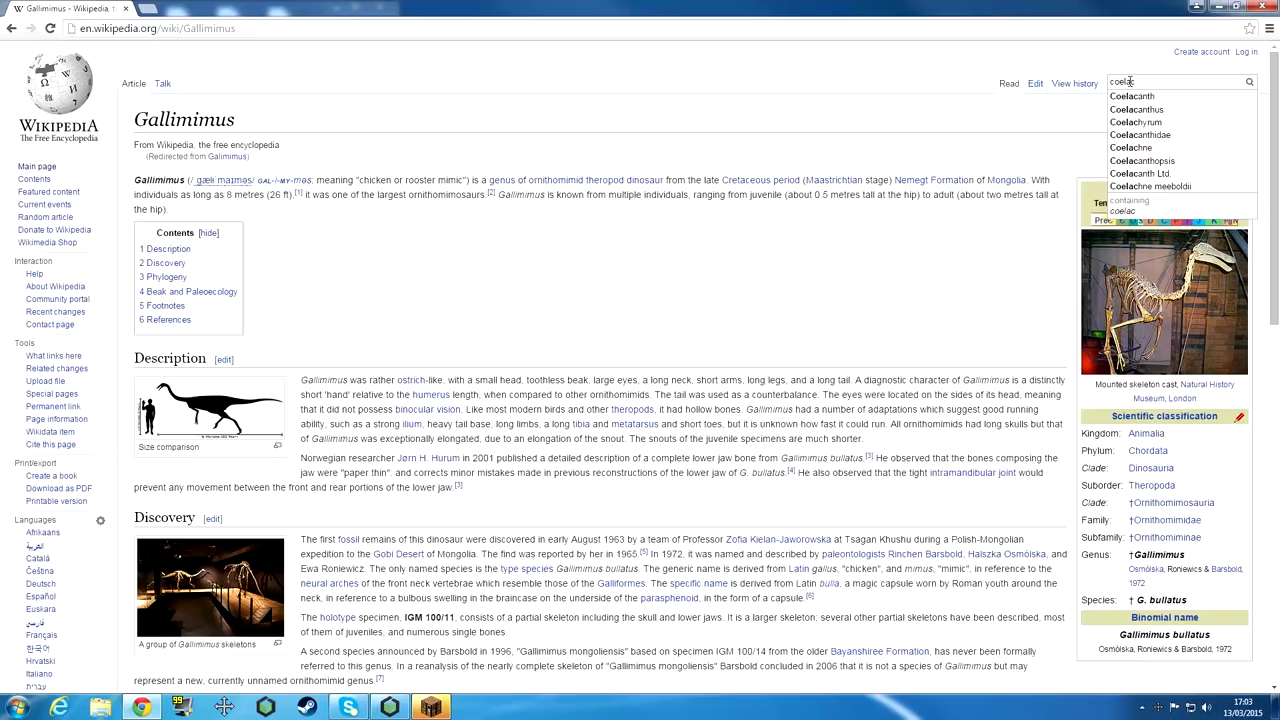 Gallimimus - Wikipedia, t
en.wikipedia.org/wiki/Gallimimus
Create account Log in
Article Talk
Read Edit View history
coelac
Coelacanth
Coelacanthus
Coelachyrum
Coelacanthidae
Coelachne
Coelacanthopsis
Coelacanth Ltd.
Coelachne meeboldii
containing...
coelac
WIKIPEDIA
The Free Encyclopedia
Main page
Contents
Featured content
Current events
Random article
Donate to Wikipedia
Wikimedia Shop
Interaction
Help
About Wikipedia
Community portal
Recent changes
Contact page
Tools
What links here
Related changes
Upload file
Special pages
Permanent link
Page information
Wikidata item
Cite this page
Print/export
Create a book
Download as PDF
Printable version
Languages
Afrikaans
العربية
Català
Čeština
Deutsch
Español
Euskara
فارسی
Français
한국어
Hrvatski
Italiano
עברית
Gallimimus
From Wikipedia, the free encyclopedia
(Redirected from Galimimus)
Gallimimus (/ˌɡælɨˈmaɪməs/ GAL-I-MY-məs; meaning "chicken or rooster mimic") is a genus of ornithomimid theropod dinosaur from the late Cretaceous period (Maastrichtian stage) Nemegt Formation of Mongolia. With
individuals as long as 8 metres (26 ft),[1] it was one of the largest ornithomimosaurs.[2] Gallimimus is known from multiple individuals, ranging from juvenile (about 0.5 metres tall at the hip) to adult (about two metres tall at
the hip).
Contents [hide]
1 Description
2 Discovery
3 Phylogeny
4 Beak and Paleoecology
5 Footnotes
6 References
Description [edit]
Size comparison
Gallimimus was rather ostrich-like, with a small head, toothless beak, large eyes, a long neck, short arms, long legs, and a long tail. A diagnostic character of Gallimimus is a distinctly
short 'hand' relative to the humerus length, when compared to other ornithomimids. The tail was used as a counterbalance. The eyes were located on the sides of its head, meaning
that it did not possess binocular vision. Like most modern birds and other theropods, it had hollow bones. Gallimimus had a number of adaptations which suggest good running
ability, such as a strong ilium, heavy tail base, long limbs, a long tibia and metatarsus and short toes, but it is unknown how fast it could run. All ornithomimids had long skulls but that
of Gallimimus was exceptionally elongated, due to an elongation of the snout. The snouts of the juvenile specimens are much shorter.
Norwegian researcher Jørn H. Hurum in 2001 published a detailed description of a complete lower jaw bone from Gallimimus bullatus.[3] He observed that the bones composing the
jaw were "paper thin", and corrects minor mistakes made in previous reconstructions of the lower jaw of G. bullatus.[4] He also observed that the tight intramandibular joint would
prevent any movement between the front and rear portions of the lower jaw.[3]
Discovery [edit]
A group of Gallimimus skeletons
The first fossil remains of this dinosaur were discovered in early August 1963 by a team of Professor Zofia Kielan-Jaworowska at Tsagan Khushu during a Polish-Mongolian
expedition to the Gobi Desert of Mongolia. The find was reported by her in 1965.[5] In 1972, it was named and described by paleontologists Rinchen Barsbold, Halszka Osmólska, and
Ewa Roniewicz. The only named species is the type species Gallimimus bullatus. The generic name is derived from Latin gallus, "chicken", and mimus, "mimic", in reference to the
neural arches of the front neck vertebrae which resemble those of the Galliformes. The specific name is derived from Latin bulla, a magic capsule worn by Roman youth around the
neck, in reference to a bulbous swelling in the braincase on the underside of the parasphenoid, in the form of a capsule.[6]
The holotype specimen, IGM 100/11, consists of a partial skeleton including the skull and lower jaws. It is a larger skeleton: several other partial skeletons have been described, most
of them of juveniles, and numerous single bones.
A second species announced by Barsbold in 1996, "Gallimimus mongoliensis" based on specimen IGM 100/14 from the older Bayanshiree Formation, has never been formally
referred to this genus. In a reanalysis of the nearly complete skeleton of "Gallimimus mongoliensis" Barsbold concluded in 2006 that it is not a species of Gallimimus but may
represent a new, currently unnamed ornithomimid genus.[7]
Mounted skeleton cast, Natural History
Museum, London
Scientific classification
Kingdom: Animalia
Phylum: Chordata
Clade: Dinosauria
Suborder: Theropoda
Clade: †Ornithomimosauria
Family: †Ornithomimidae
Subfamily: †Ornithominae
Genus: †Gallimimus
Osmólska, Roniewicz & Barsbold,
1972
Species: † G. bullatus
Binomial name
Gallimimus bullatus
Osmólska, Roniewicz & Barsbold, 1972
99
17:03
13/03/2015